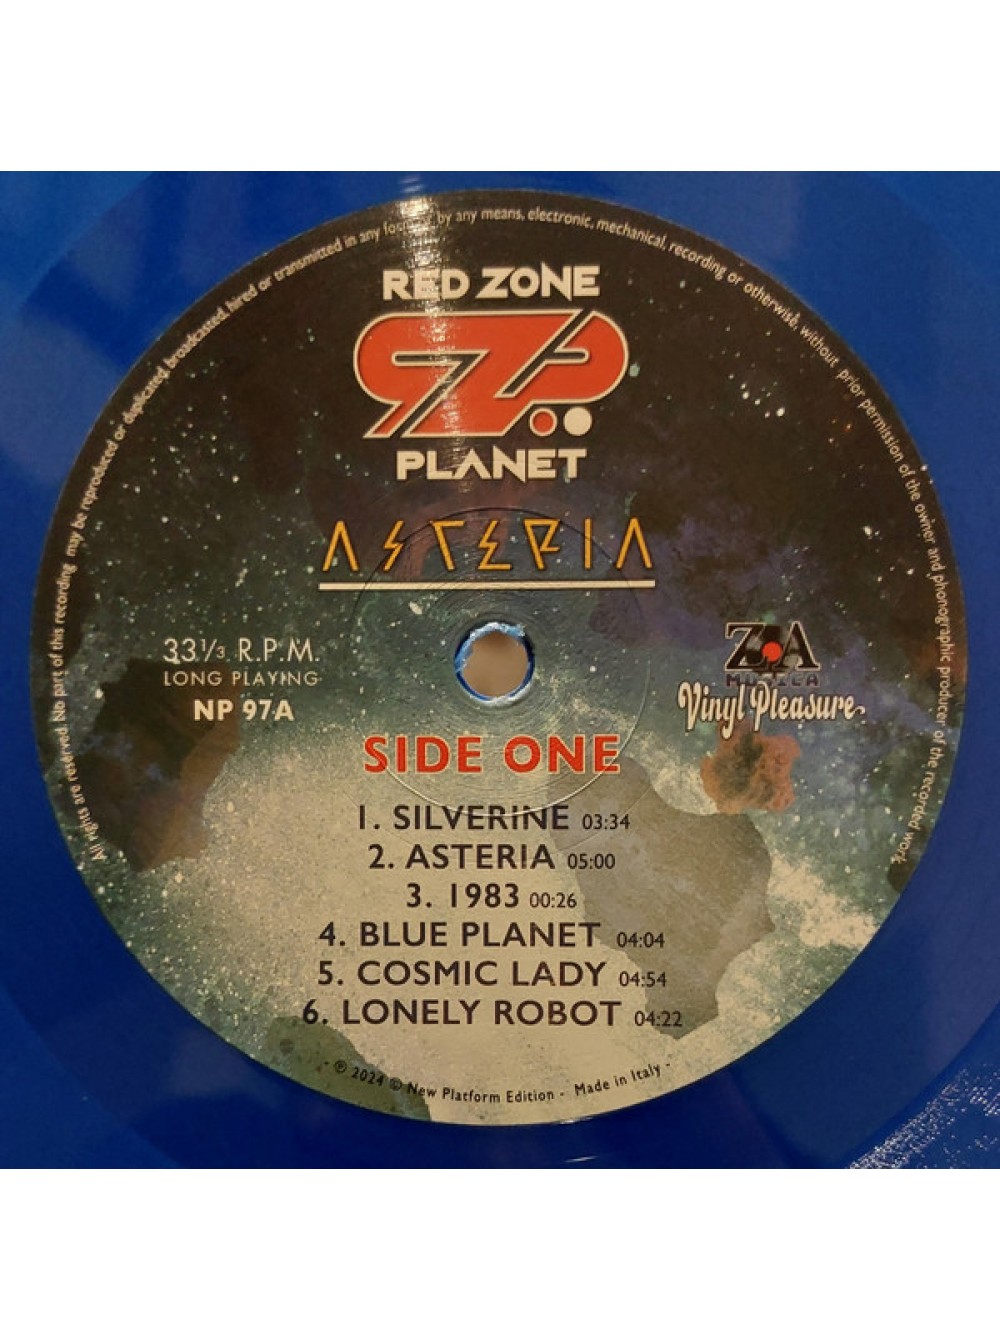 All rights are reserved. No part of this recording may be reproduced or duplicated, broadcasted, hired or transmitted in any by any means, electronic, mechanical, recording or otherwise, without prior permission of the owner and phonographic producer of the recorded work
RED ZONE
RZP
PLANET
ASTERIA
33⅓ R.P.M.
LONG PLAYING
NP 97A
ZA
MUSICA
Vinyl Pleasure
SIDE ONE
1. SILVERINE 03:34
2. ASTERIA 05:00
3. 1983 00:26
4. BLUE PLANET 04:04
5. COSMIC LADY 04:54
6. LONELY ROBOT 04:22
- ℗ 2024 © New Platform Edition - Made in Italy -